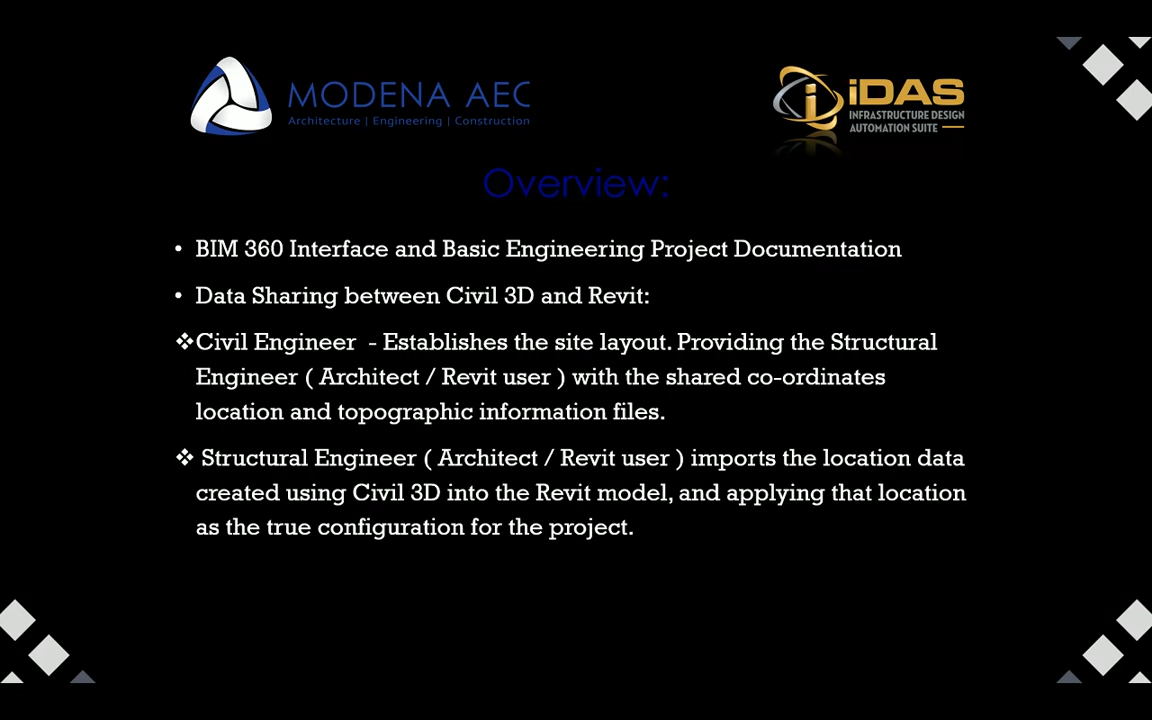 MODENA AEC
Architecture | Engineering | Construction
iDAS
INFRASTRUCTURE DESIGN
AUTOMATION SUITE
Overview:
• BIM 360 Interface and Basic Engineering Project Documentation
• Data Sharing between Civil 3D and Revit:
❖Civil Engineer - Establishes the site layout. Providing the Structural
Engineer ( Architect / Revit user ) with the shared co-ordinates
location and topographic information files.
❖ Structural Engineer ( Architect / Revit user ) imports the location data
created using Civil 3D into the Revit model, and applying that location
as the true configuration for the project.